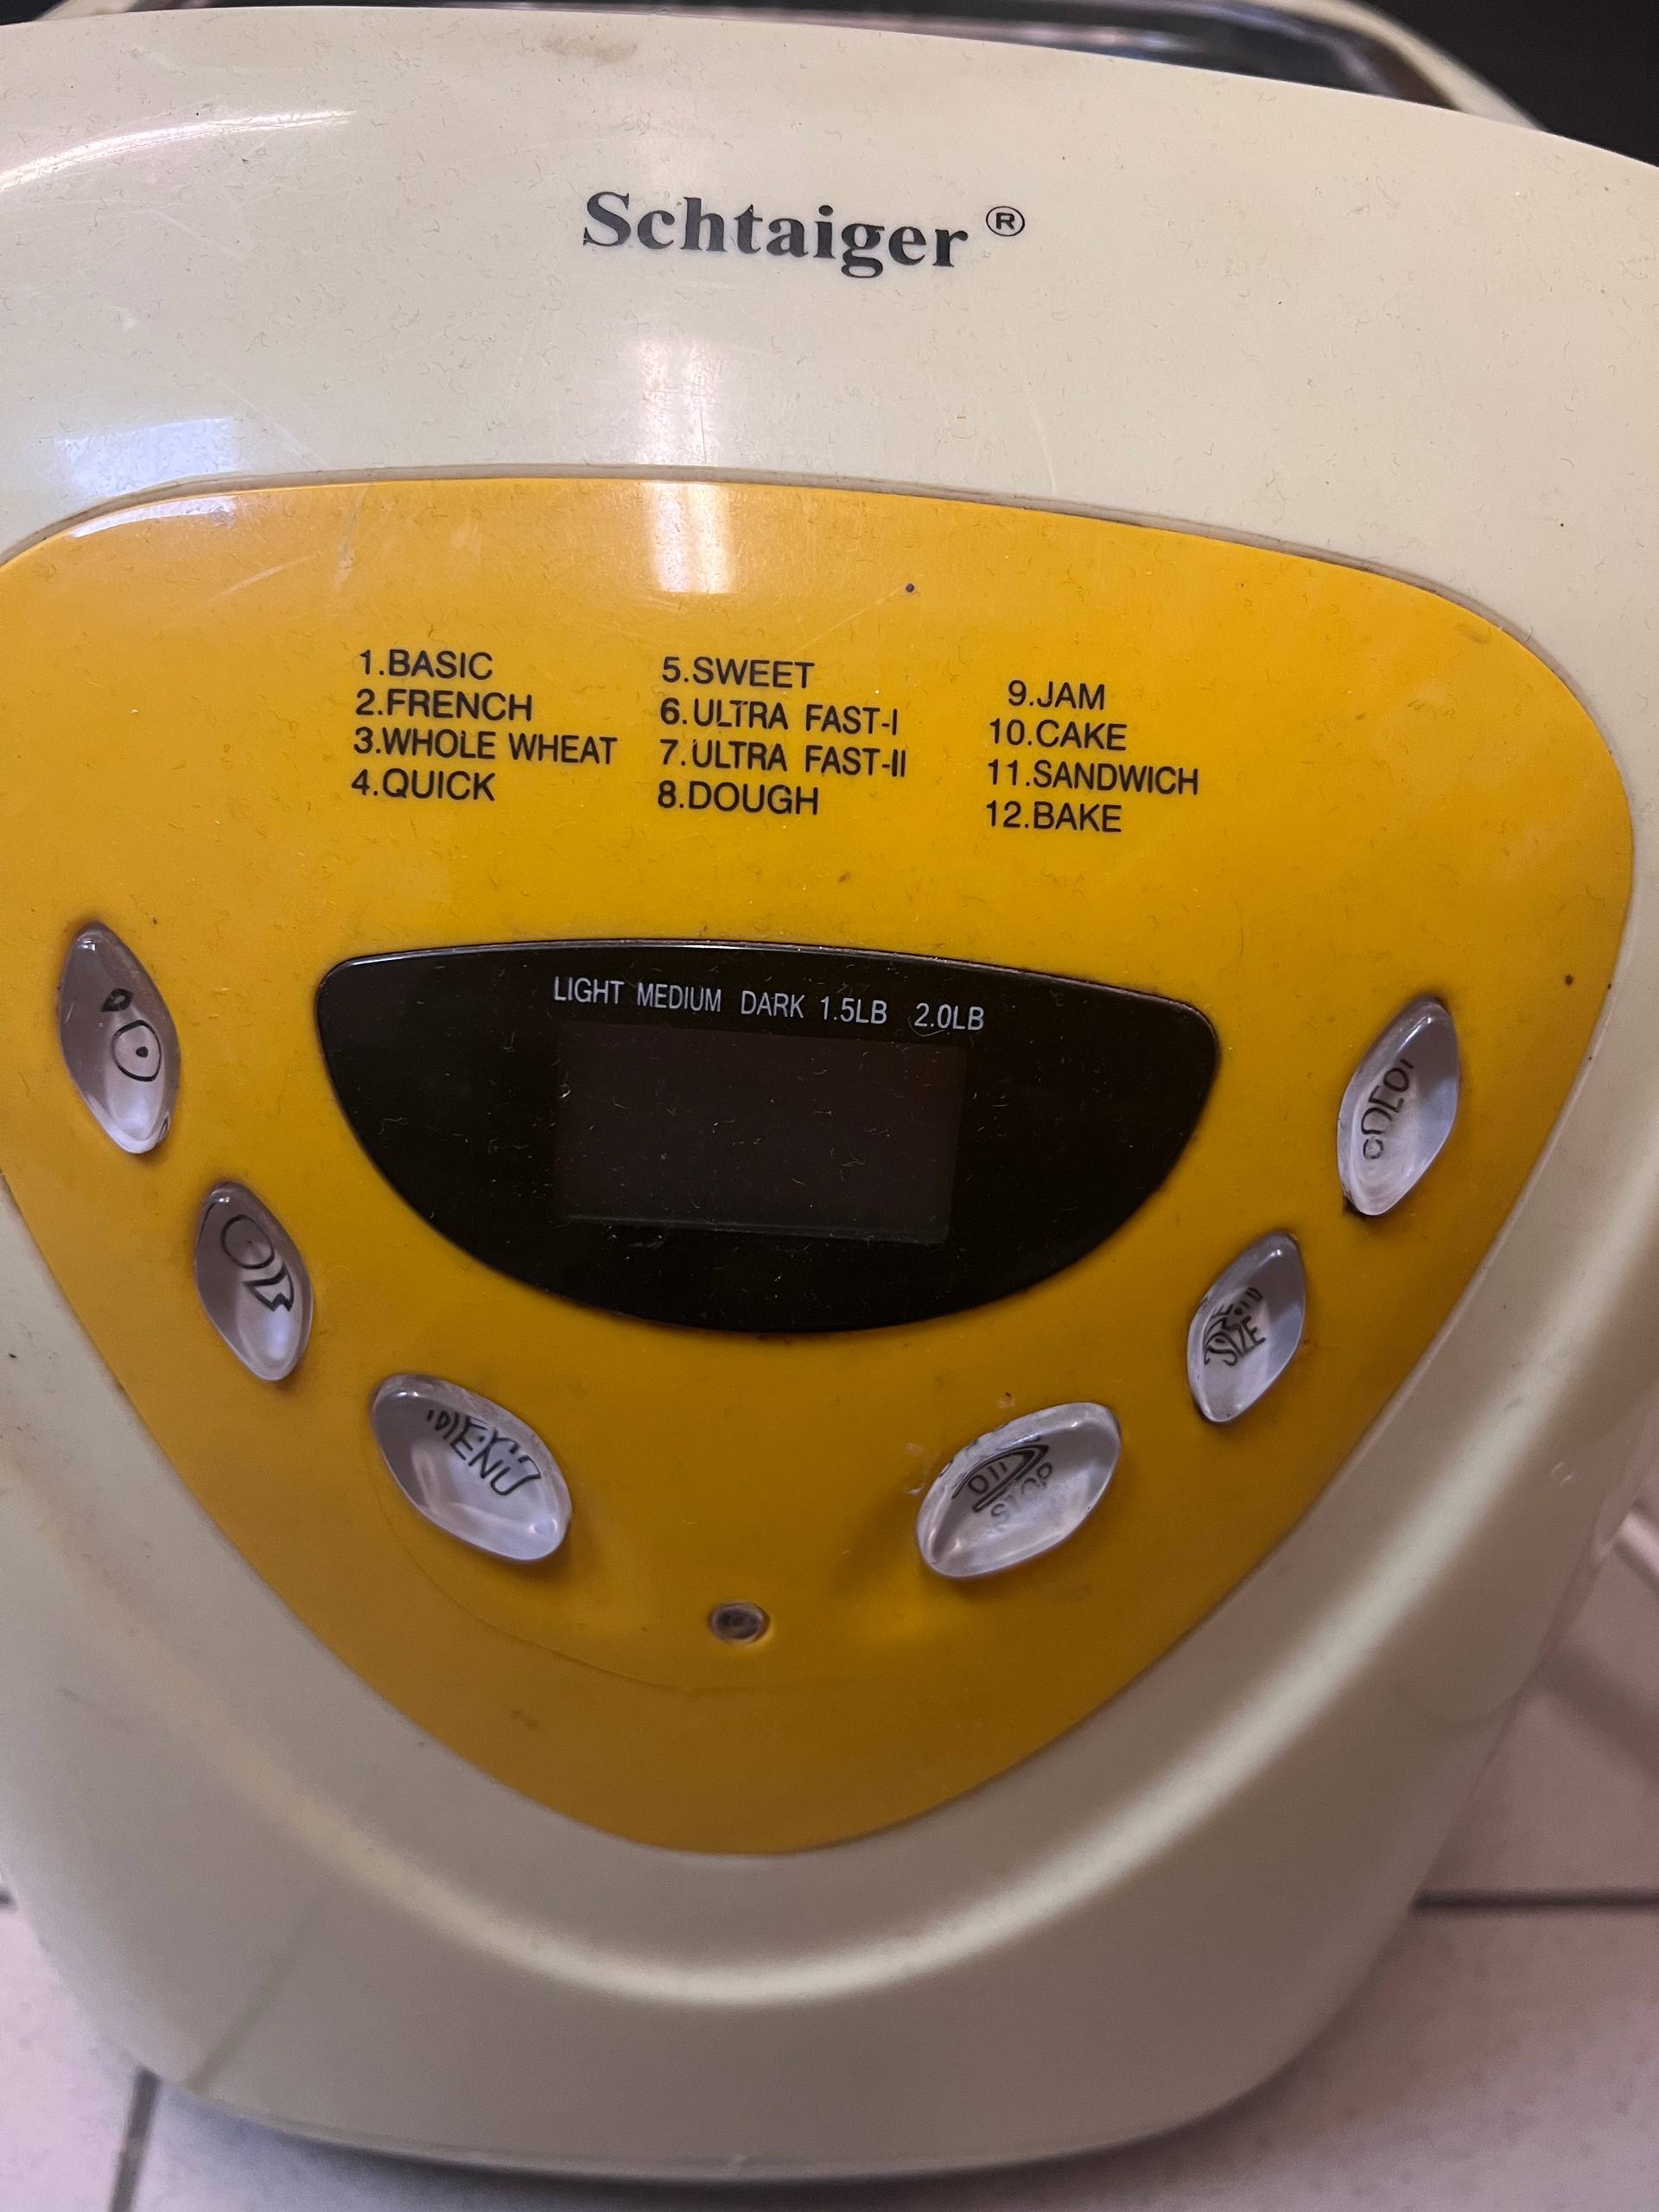 Schtaiger ®
1.BASIC
2.FRENCH
3.WHOLE WHEAT
4.QUICK
5.SWEET
6.ULTRA FAST-I
7.ULTRA FAST-II
8.DOUGH
9.JAM
10.CAKE
11.SANDWICH
12.BAKE
LIGHT MEDIUM DARK 1.5LB 2.0LB
MENU
STOP
SIZE